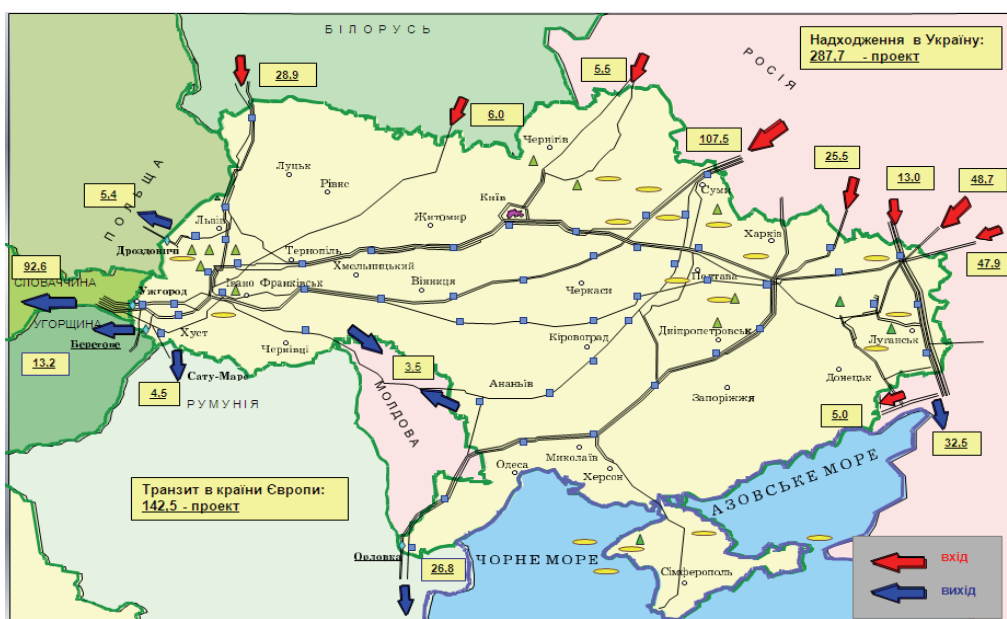 БІЛОРУСЬ
РОСІЯ
Надходження в Україну:
287.7 - проект
28.9
5.5
6.0
107.5
25.5
13.0
48.7
47.9
Чернігів
Луцьк
Рівне
Київ
Суми
Житомир
Харків
ПОЛЬЩА
5.4
Львів
Дроздовичі
Тернопіль
Хмельницький
Вінниця
Полтава
92.6
СЛОВАЧЧИНА
Ужгород
Івано Франківськ
Черкаси
УГОРЩИНА
Хуст
Берегове
Чернівці
Кіровоград
Дніпропетровськ
Луганськ
13.2
4.5
Сату-Маре
3.5
Ананьїв
Донецьк
Запоріжжя
РУМУНІЯ
МОЛДОВА
5.0
32.5
Миколаїв
Одеса
Херсон
Транзит в країни Європи:
142.5 - проект
АЗОВСЬКЕ МОРЕ
Орловка
26.8
ЧОРНЕ МОРЕ
Сімферополь
вхід
вихід